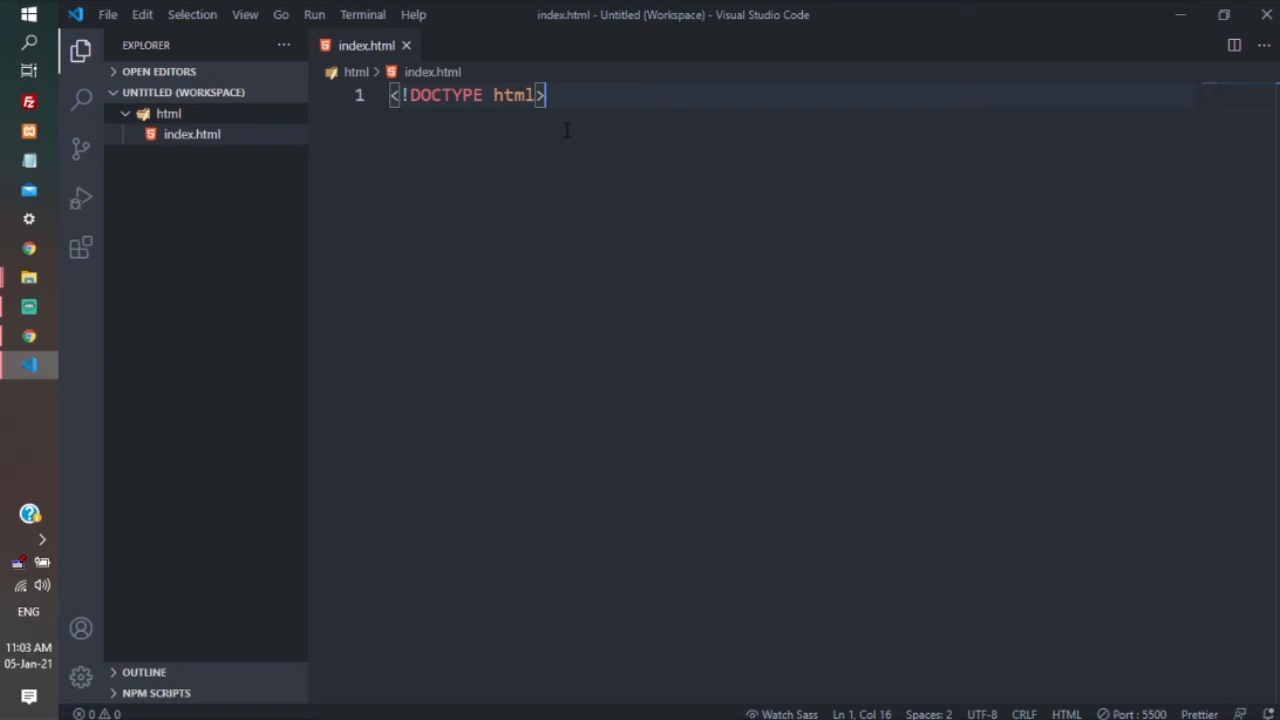 File Edit Selection View Go Run Terminal Help
index.html - Untitled (Workspace) - Visual Studio Code
EXPLORER
index.html
OPEN EDITORS
html
index.html
UNTITLED (WORKSPACE)
html
index.html
1 <!DOCTYPE html>
ENG
11:03 AM
05-Jan-21
OUTLINE
NPM SCRIPTS
0 0
Watch Sass
Ln 1, Col 16
Spaces: 2
UTF-8
CRLF
HTML
Port : 5500
Prettier